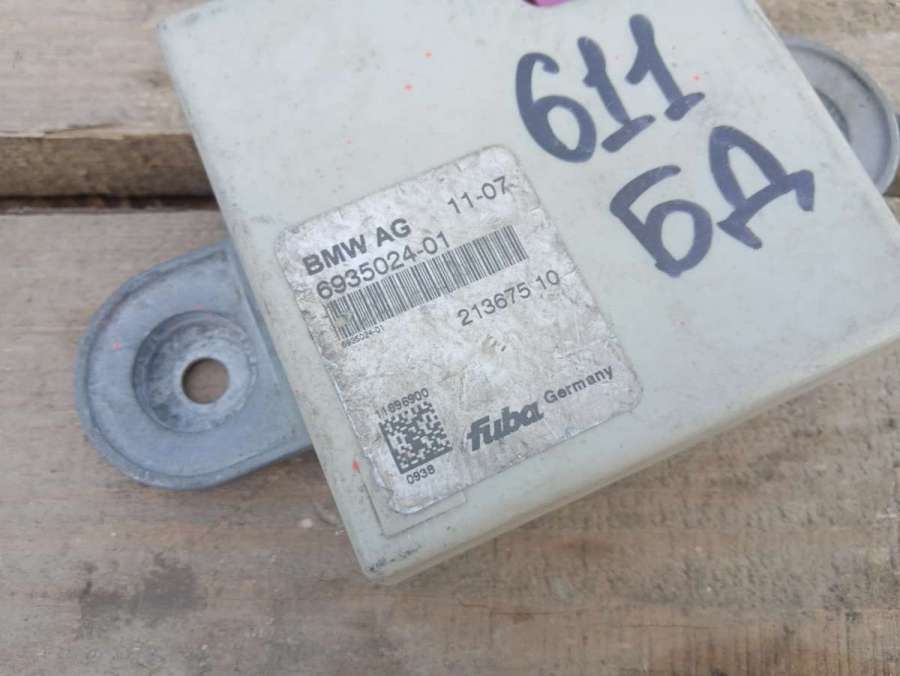 611
БД
BMW AG 11-07
6935024-01
6935024-01
213675 10
11696900
0938
fuba Germany